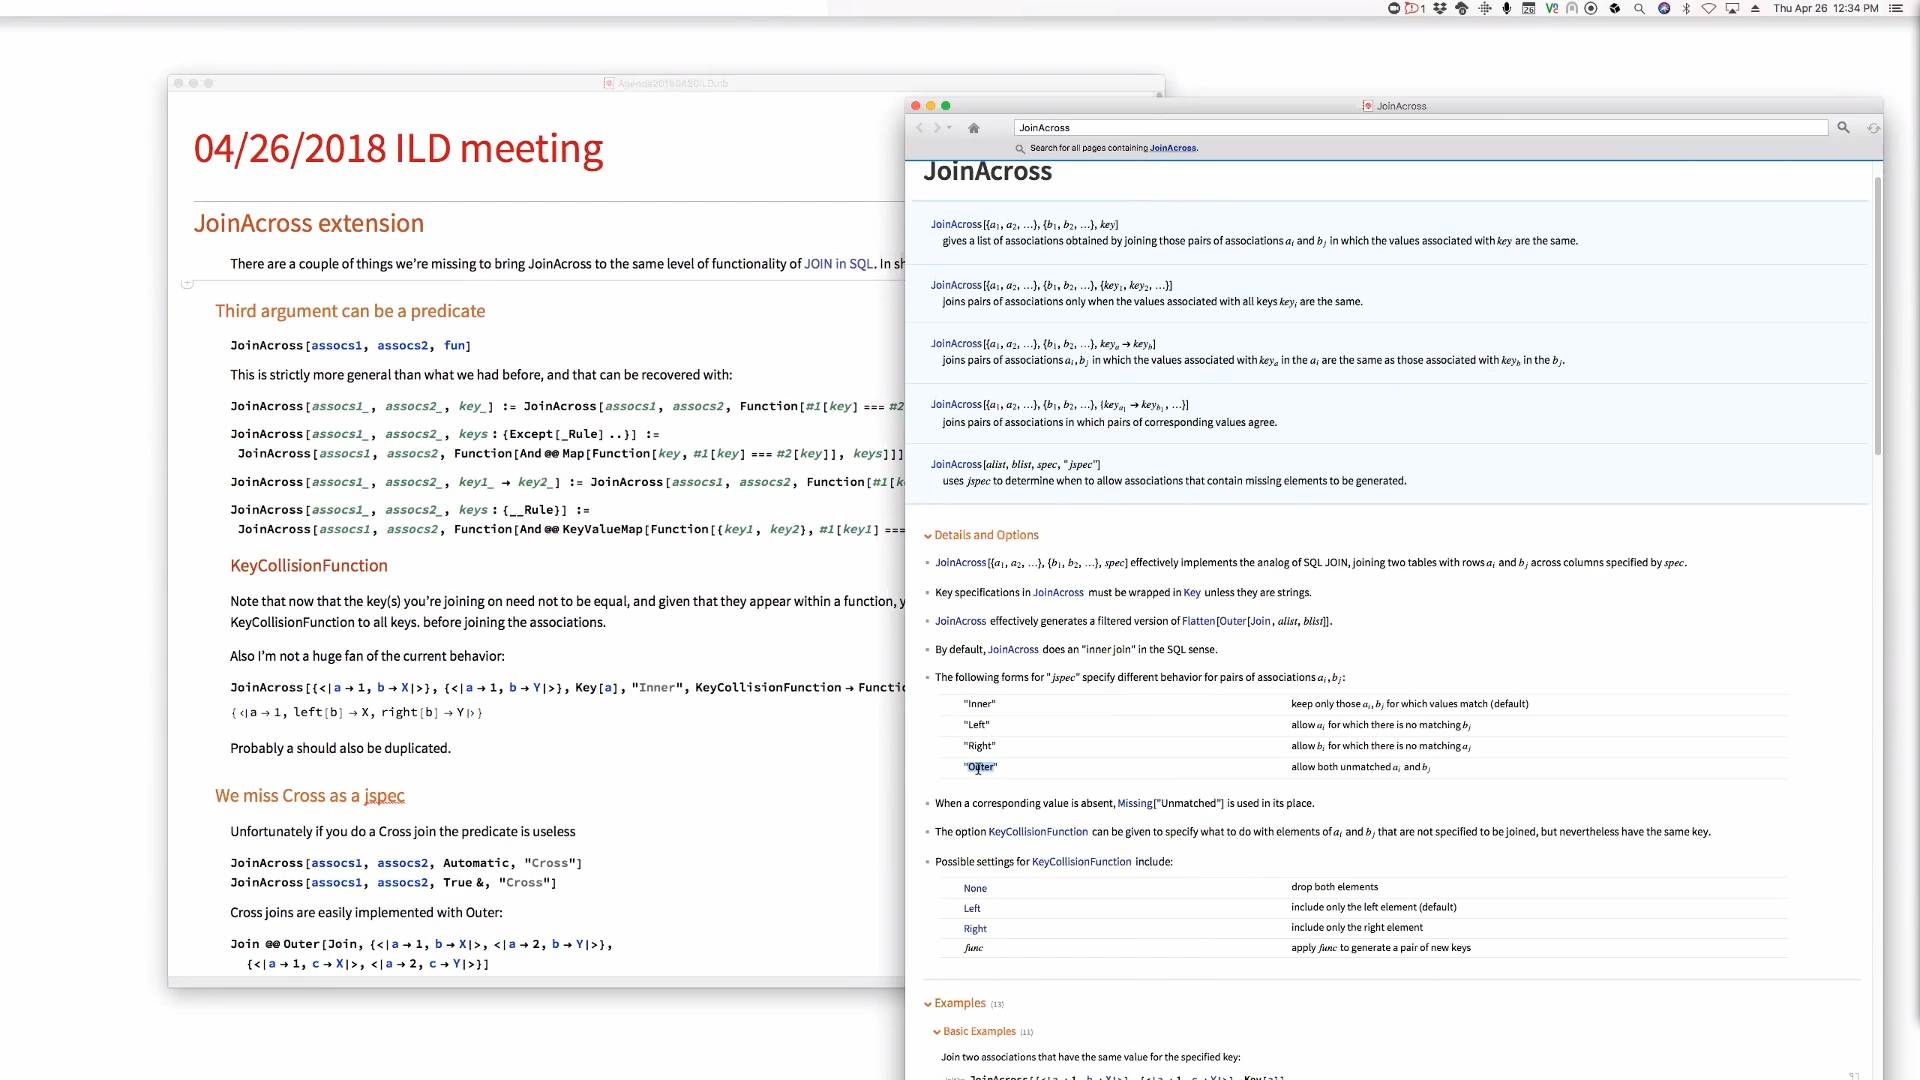 1 26 Thu Apr 26 12:34 PM
04/26/2018 ILD meeting
JoinAcross extension
There are a couple of things we're missing to bring JoinAcross to the same level of functionality of JOIN in SQL. In sh
Third argument can be a predicate
JoinAcross[assocs1, assocs2, fun]
This is strictly more general than what we had before, and that can be recovered with:
JoinAcross[assocs1_, assocs2_, key_] := JoinAcross[assocs1, assocs2, Function[#1[key] === #2
JoinAcross[assocs1_, assocs2_, keys : {Except[_Rule] ..}] :=
JoinAcross[assocs1, assocs2, Function[And @@ Map[Function[key, #1[key] === #2[key]], keys]]]
JoinAcross[assocs1_, assocs2_, key1_ → key2_] := JoinAcross[assocs1, assocs2, Function[#1[k
JoinAcross[assocs1_, assocs2_, keys : {__Rule}] :=
JoinAcross[assocs1, assocs2, Function[And @@ KeyValueMap[Function[{key1, key2}, #1[key1] ===
KeyCollisionFunction
Note that now that the key(s) you're joining on need not to be equal, and given that they appear within a function, y
KeyCollisionFunction to all keys. before joining the associations.
Also I'm not a huge fan of the current behavior:
JoinAcross[{<|a → 1, b → X|>}, {<|a → 1, b → Y|>}, Key[a], "Inner", KeyCollisionFunction → Functi
{<|a → 1, left[b] → X, right[b] → Y|>}
Probably a should also be duplicated.
We miss Cross as a jspec
Unfortunately if you do a Cross join the predicate is useless
JoinAcross[assocs1, assocs2, Automatic, "Cross"]
JoinAcross[assocs1, assocs2, True &, "Cross"]
Cross joins are easily implemented with Outer:
Join @@ Outer[Join, {<|a → 1, b → X|>, <|a → 2, b → Y|>},
{<|a → 1, c → X|>, <|a → 2, c → Y|>}]
JoinAcross
JoinAcross
Search for all pages containing JoinAcross.
JoinAcross
JoinAcross[{a₁, a₂, …}, {b₁, b₂, …}, key]
gives a list of associations obtained by joining those pairs of associations aᵢ and bⱼ in which the values associated with key are the same.
JoinAcross[{a₁, a₂, …}, {b₁, b₂, …}, {key₁, key₂, …}]
joins pairs of associations only when the values associated with all keys keyᵢ are the same.
JoinAcross[{a₁, a₂, …}, {b₁, b₂, …}, key_a → key_b]
joins pairs of associations aᵢ, bⱼ in which the values associated with key_a in the aᵢ are the same as those associated with key_b in the bⱼ.
JoinAcross[{a₁, a₂, …}, {b₁, b₂, …}, {key_a₁ → key_b₁, …}]
joins pairs of associations in which pairs of corresponding values agree.
JoinAcross[alist, blist, spec, "jspec"]
uses jspec to determine when to allow associations that contain missing elements to be generated.
Details and Options
JoinAcross[{a₁, a₂, …}, {b₁, b₂, …}, spec] effectively implements the analog of SQL JOIN, joining two tables with rows aᵢ and bⱼ across columns specified by spec.
Key specifications in JoinAcross must be wrapped in Key unless they are strings.
JoinAcross effectively generates a filtered version of Flatten[Outer[Join, alist, blist]].
By default, JoinAcross does an "inner join" in the SQL sense.
The following forms for "jspec" specify different behavior for pairs of associations aᵢ, bⱼ:
"Inner" keep only those aᵢ, bⱼ for which values match (default)
"Left" allow aᵢ for which there is no matching bⱼ
"Right" allow bᵢ for which there is no matching aⱼ
"Outer" allow both unmatched aᵢ and bⱼ
When a corresponding value is absent, Missing["Unmatched"] is used in its place.
The option KeyCollisionFunction can be given to specify what to do with elements of aᵢ and bⱼ that are not specified to be joined, but nevertheless have the same key.
Possible settings for KeyCollisionFunction include:
None drop both elements
Left include only the left element (default)
Right include only the right element
func apply func to generate a pair of new keys
Examples (13)
Basic Examples (11)
Join two associations that have the same value for the specified key: